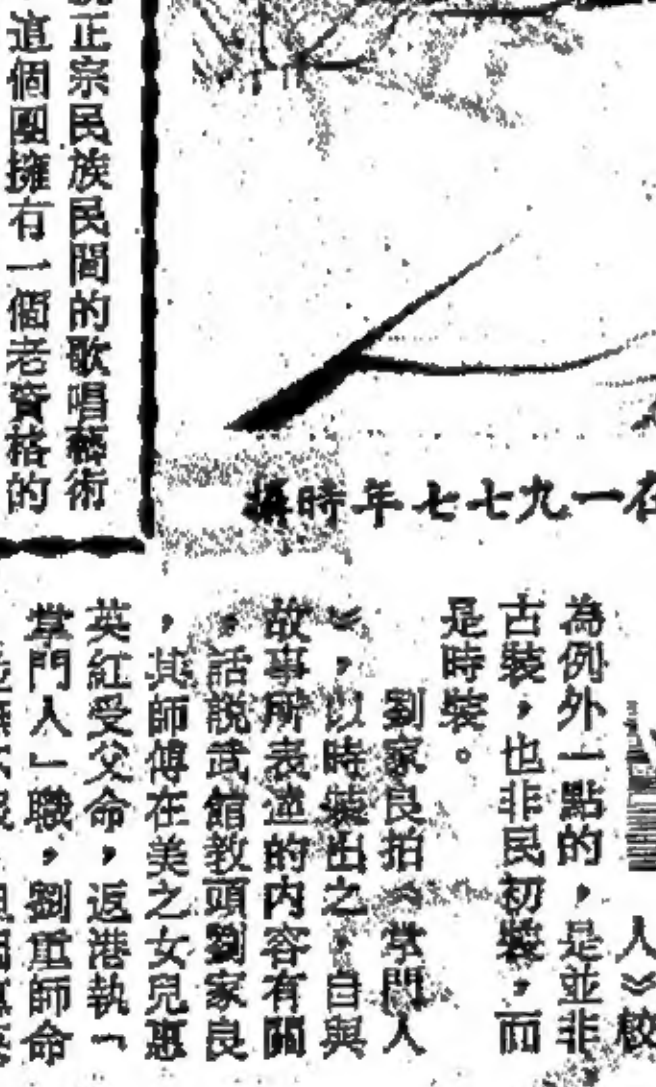 正宗民族民間的歌唱藝術
這個團擁有一個老資格的
在一九七七年時攝
人》較
為例外一點的，是並非
古裝，也非民初裝，而
是時裝。
劉家良拍《掌門人
》，以時裝出之，自與
故事所表達的内容有關
。話說武館教頭劉家良
，其師傅在美之女兒惠
英紅受父命，返港執「
掌門人」職，劉重師命